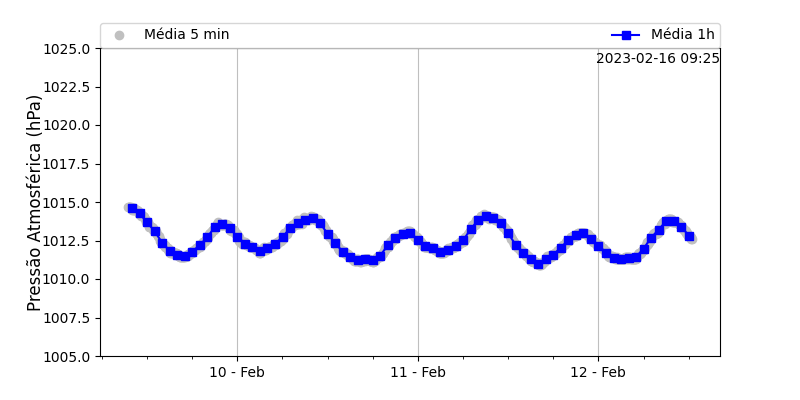 Média 5 min
Média 1h
2023-02-16 09:25
Pressão Atmosférica (hPa)
1025.0
1022.5
1020.0
1017.5
1015.0
1012.5
1010.0
1007.5
1005.0
10 - Feb
11 - Feb
12 - Feb